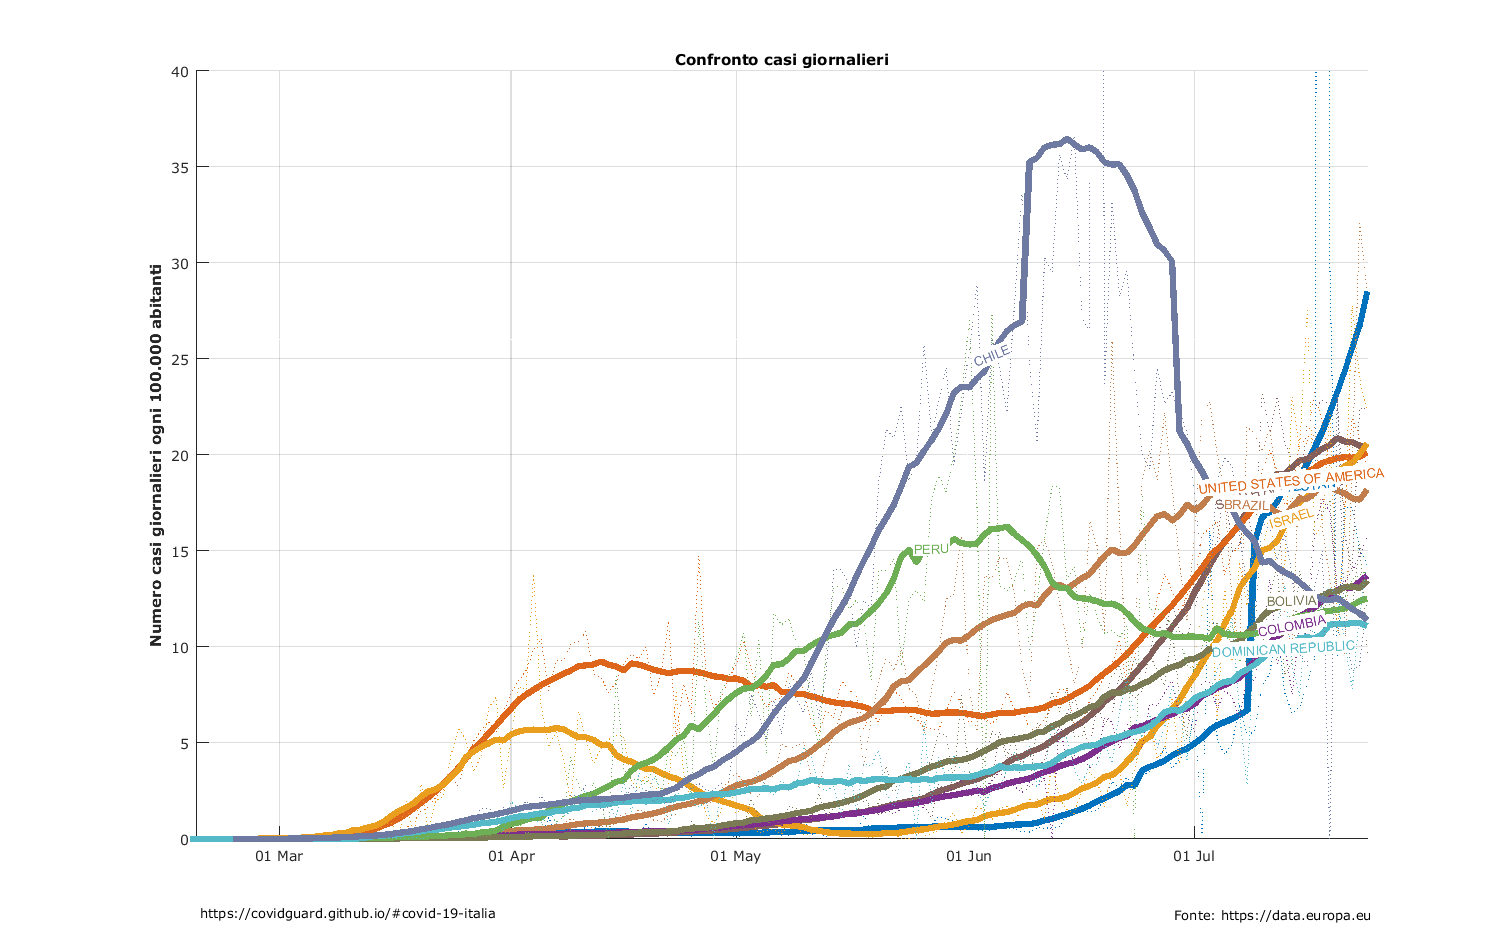 Confronto casi giornalieri
Numero casi giornalieri ogni 100.000 abitanti
40
35
30
25
20
15
10
5
0
CHILE
PERU
UNITED STATES OF AMERICA
BRAZIL
ISRAEL
BOLIVIA
COLOMBIA
DOMINICAN REPUBLIC
01 Mar
01 Apr
01 May
01 Jun
01 Jul
https://covidguard.github.io/#covid-19-italia
Fonte: https://data.europa.eu